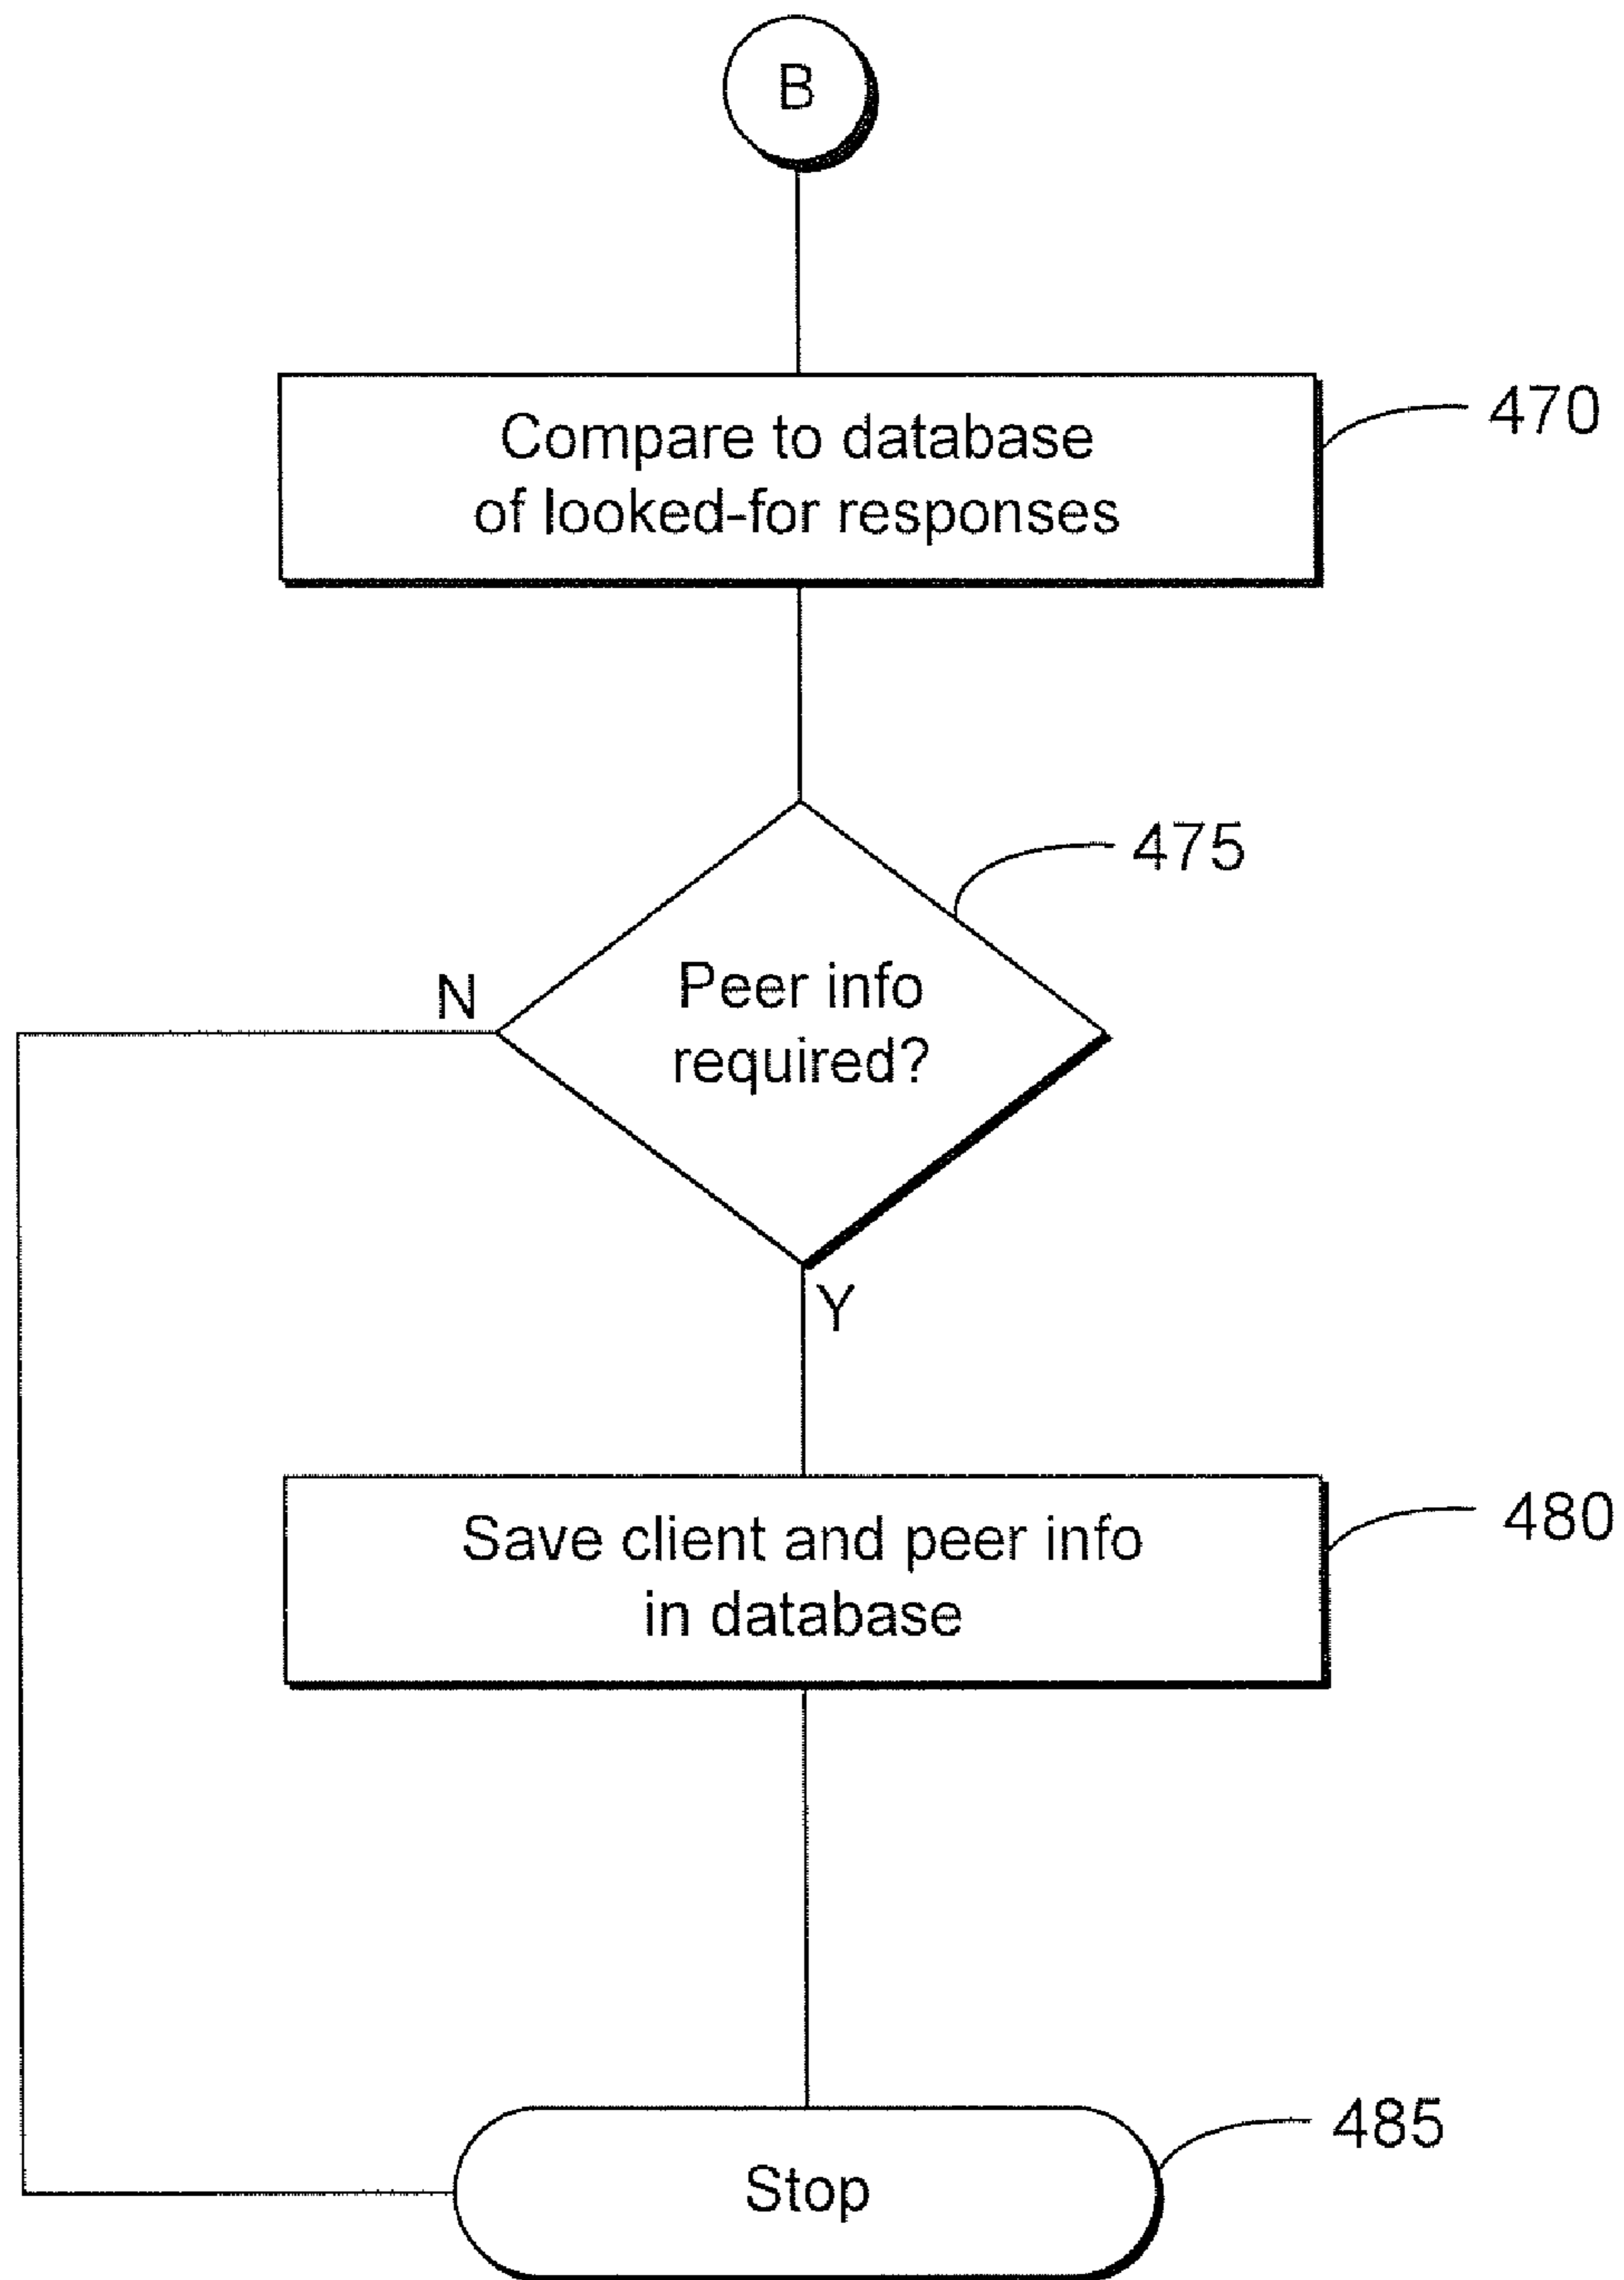 B
Compare to database
of looked-for responses
470
475
Peer info
required?
N
Y
Save client and peer info
in database
480
485
Stop